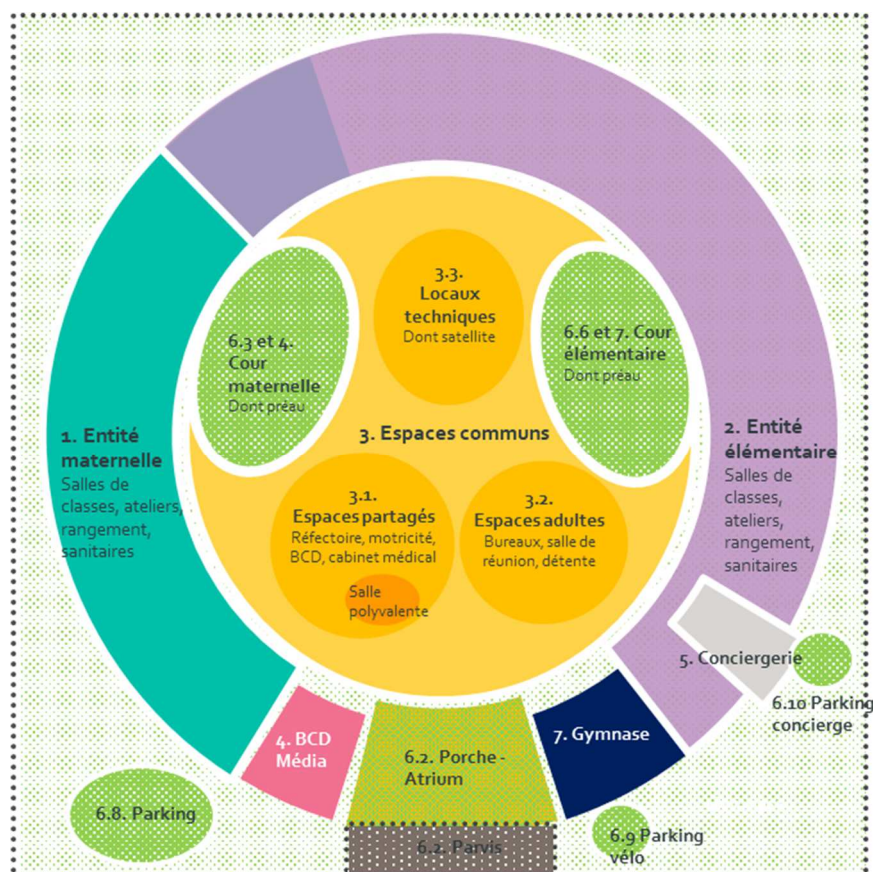 3.3.
Locaux
techniques
Dont satellite
6.3 et 4.
Cour
maternelle
Dont préau
6.6 et 7. Cour
élémentaire
Dont préau
3. Espaces communs
1. Entité
maternelle
Salles de
classes, ateliers,
rangement,
sanitaires
2. Entité
élémentaire
Salles de
classes,
ateliers,
rangement,
sanitaires
3.1.
Espaces partagés
Réfectoire, motricité,
BCD, cabinet médical
Salle
polyvalente
3.2.
Espaces adultes
Bureaux, salle de
réunion, détente
5. Conciergerie
6.10 Parking
concierge
4. BCD
Média
6.2. Porche -
Atrium
7. Gymnase
6.8. Parking
6.2. Parvis
6.9 Parking
vélo